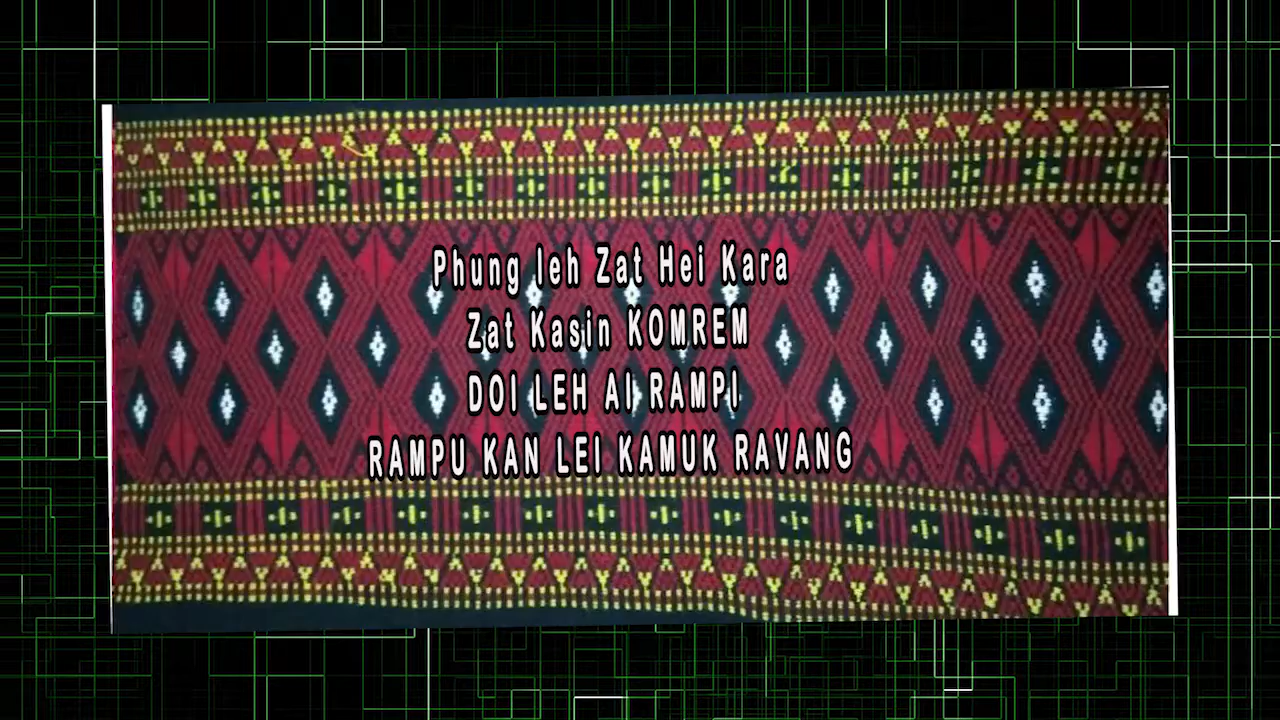 Phung leh Zat Hei Kara
Zat Kasin KOMREM
DOI LEH AI RAMPI
RAMPU KAN LEI KAMUK RAVANG